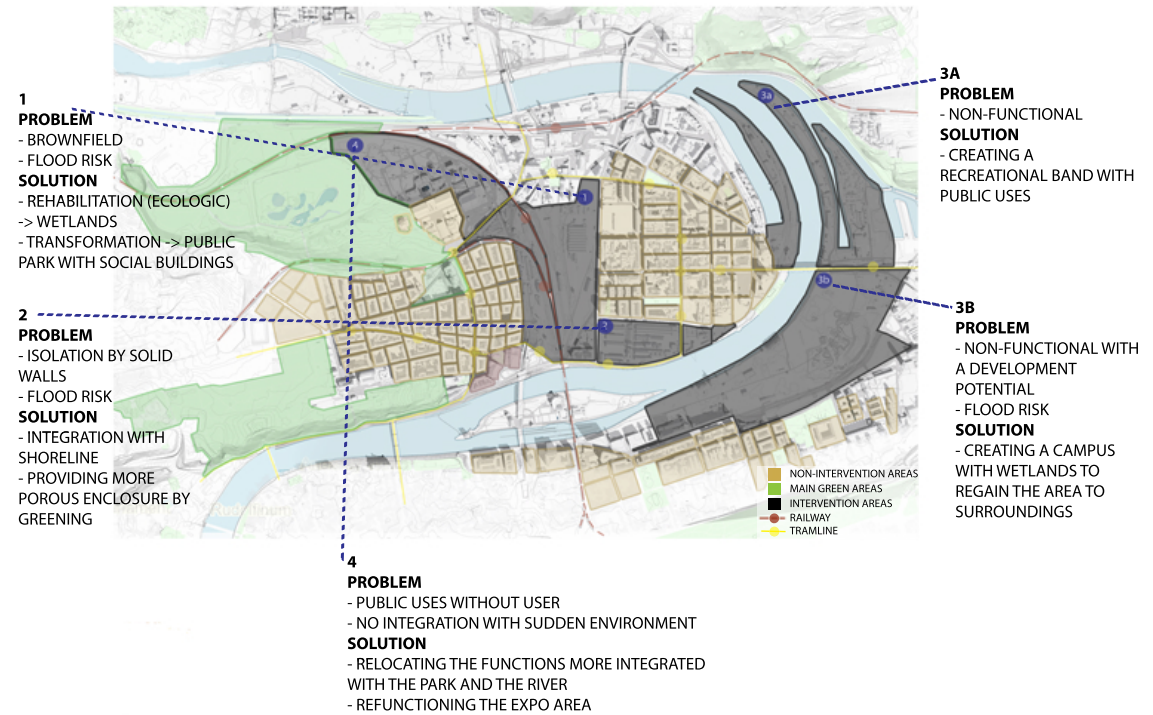 1
PROBLEM
- BROWNFIELD
- FLOOD RISK
SOLUTION
- REHABILITATION (ECOLOGIC)
-> WETLANDS
- TRANSFORMATION -> PUBLIC
PARK WITH SOCIAL BUILDINGS
2
PROBLEM
- ISOLATION BY SOLID
WALLS
- FLOOD RISK
SOLUTION
- INTEGRATION WITH
SHORELINE
- PROVIDING MORE
POROUS ENCLOSURE BY
GREENING
3A
PROBLEM
- NON-FUNCTIONAL
SOLUTION
- CREATING A
RECREATIONAL BAND WITH
PUBLIC USES
3B
PROBLEM
- NON-FUNCTIONAL WITH
A DEVELOPMENT
POTENTIAL
- FLOOD RISK
SOLUTION
- CREATING A CAMPUS
WITH WETLANDS TO
REGAIN THE AREA TO
SURROUNDINGS
4
PROBLEM
- PUBLIC USES WITHOUT USER
- NO INTEGRATION WITH SUDDEN ENVIRONMENT
SOLUTION
- RELOCATING THE FUNCTIONS MORE INTEGRATED
WITH THE PARK AND THE RIVER
- REFUNCTIONING THE EXPO AREA
4
1
2
3a
3b
NON-INTERVENTION AREAS
MAIN GREEN AREAS
INTERVENTION AREAS
RAILWAY
TRAMLINE